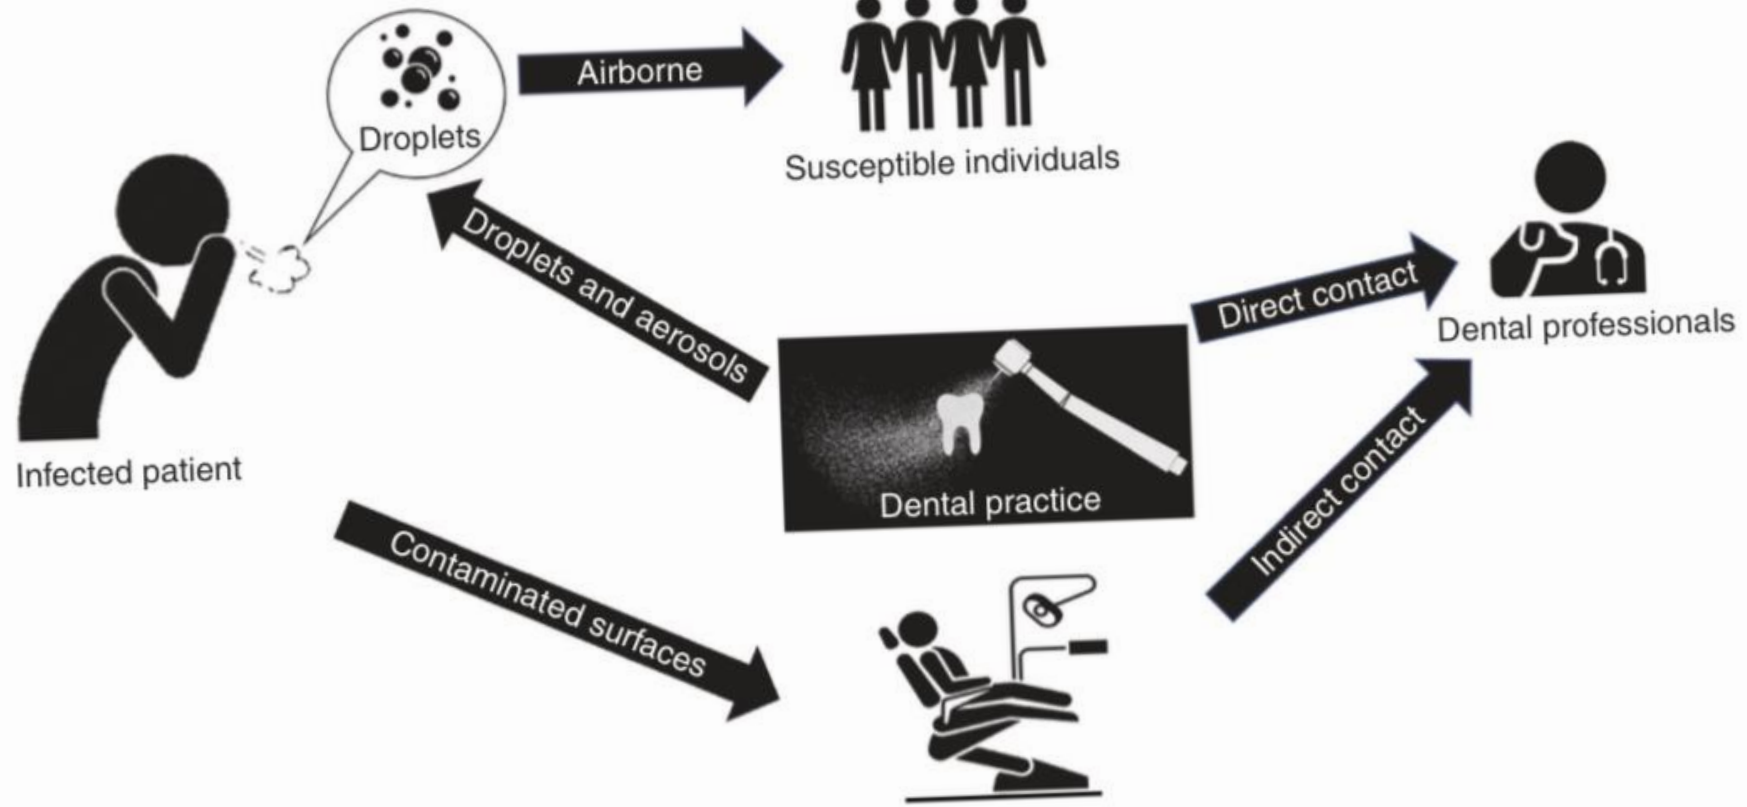 Droplets
Airborne
Susceptible individuals
Infected patient
Droplets and aerosols
Dental practice
Direct contact
Dental professionals
Contaminated surfaces
Indirect contact